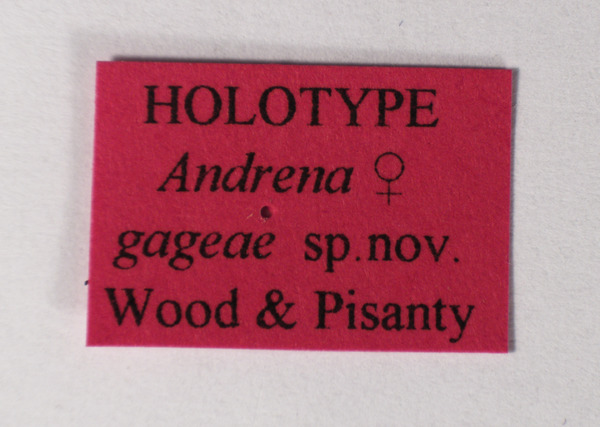 HOLOTYPE
Andrena ♀
gageae sp.nov.
Wood & Pisanty